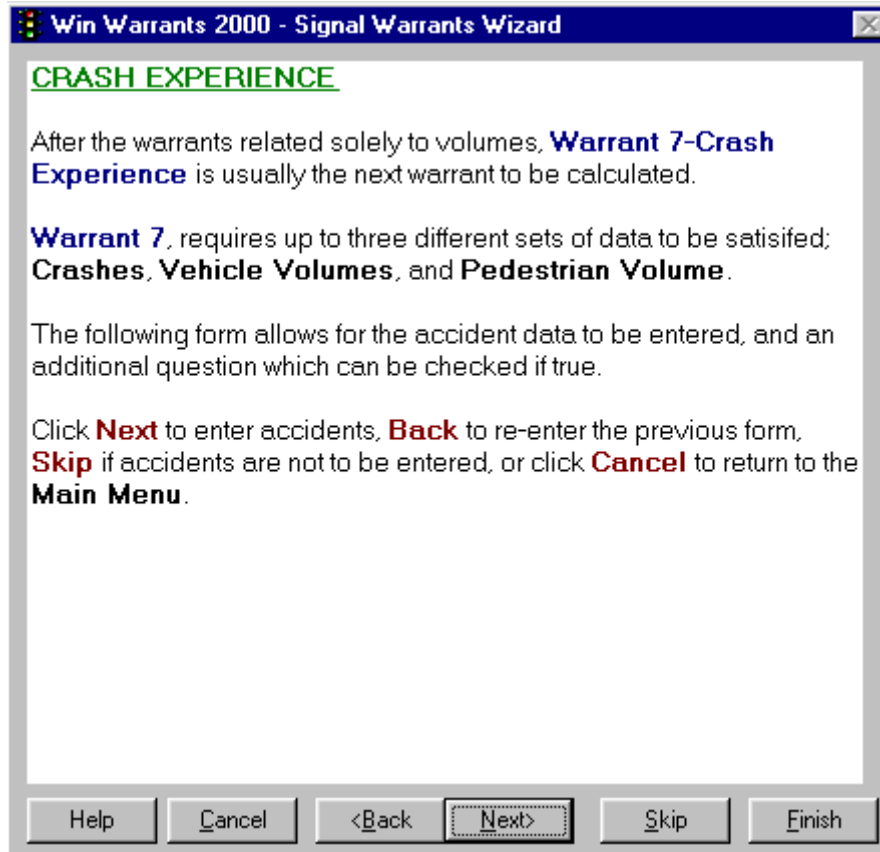 Win Warrants 2000 - Signal Warrants Wizard
CRASH EXPERIENCE
After the warrants related solely to volumes, Warrant 7-Crash
Experience is usually the next warrant to be calculated.
Warrant 7, requires up to three different sets of data to be satisifed;
Crashes, Vehicle Volumes, and Pedestrian Volume.
The following form allows for the accident data to be entered, and an
additional question which can be checked if true.
Click Next to enter accidents, Back to re-enter the previous form,
Skip if accidents are not to be entered, or click Cancel to return to the
Main Menu.
Help Cancel <Back Next> Skip Finish